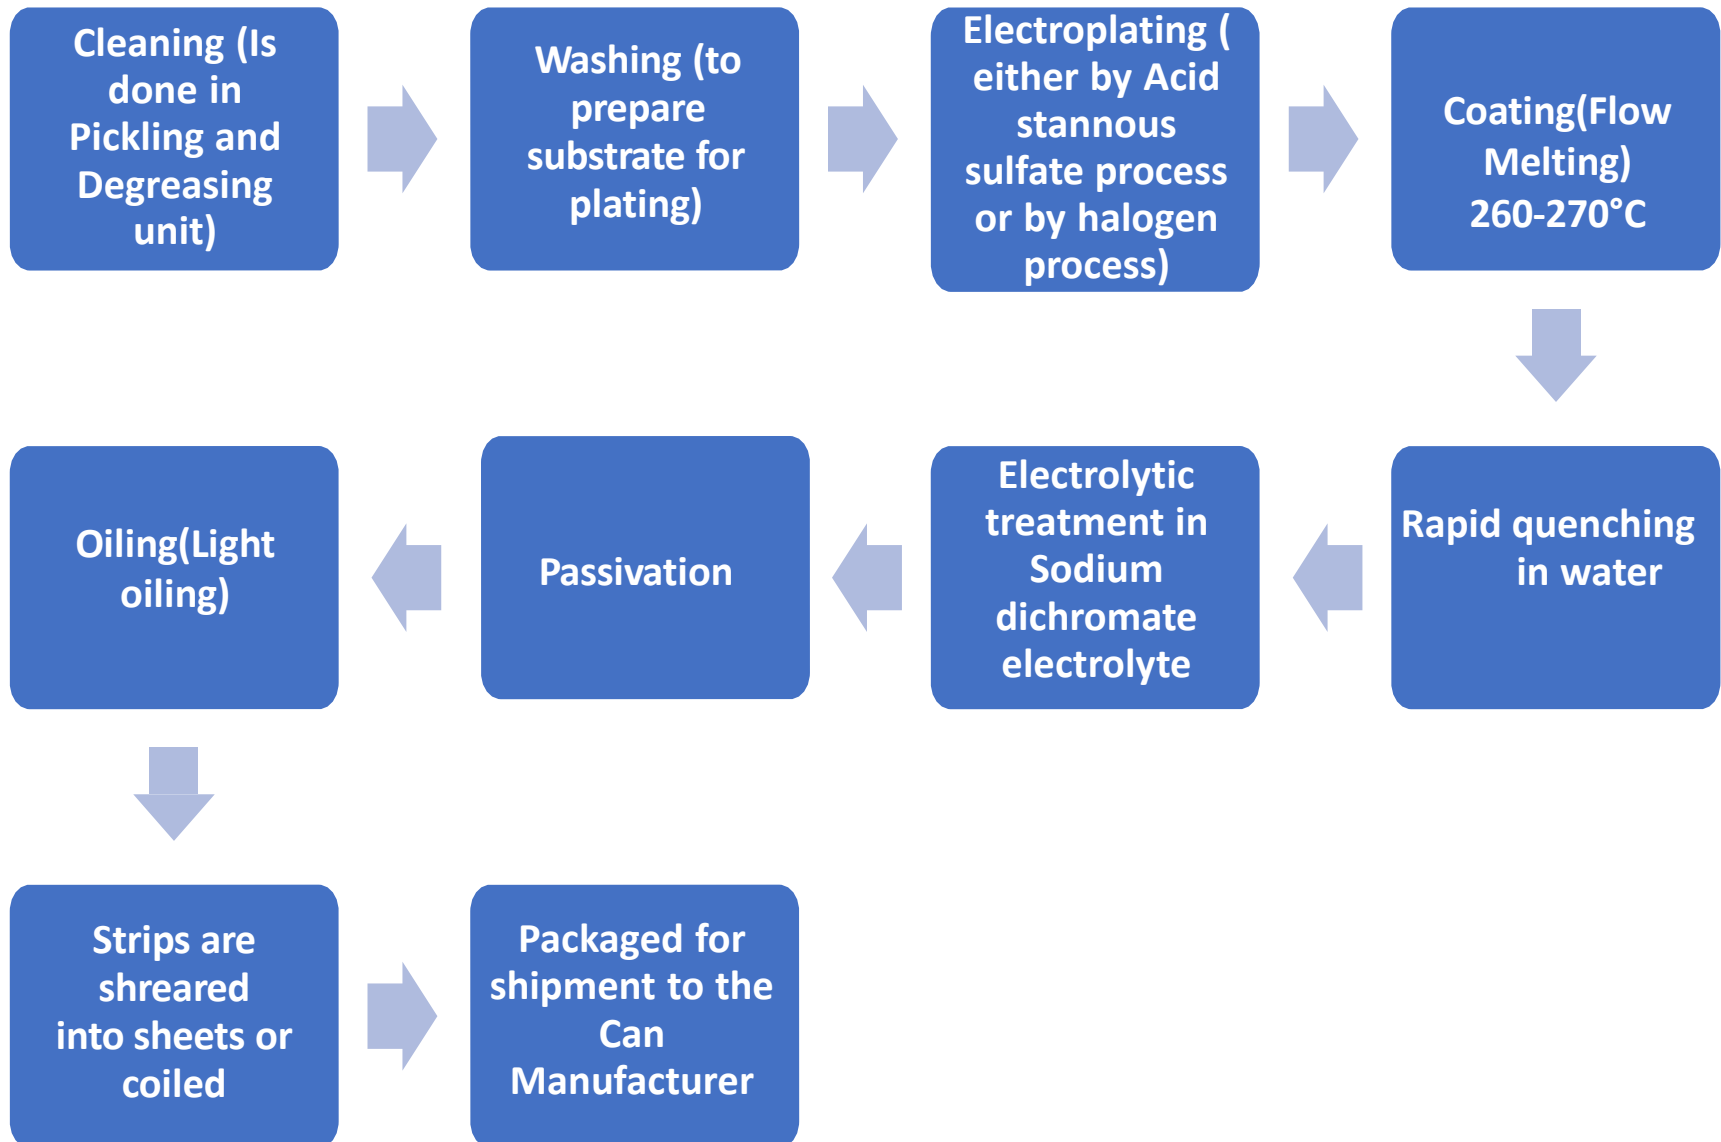 Cleaning (Is
done in
Pickling and
Degreasing
unit)
Washing (to
prepare
substrate for
plating)
Electroplating (
either by Acid
stannous
sulfate process
or by halogen
process)
Coating(Flow
Melting)
260-270°C
Rapid quenching
in water
Electrolytic
treatment in
Sodium
dichromate
electrolyte
Passivation
Oiling(Light
oiling)
Strips are
shreared
into sheets or
coiled
Packaged for
shipment to the
Can
Manufacturer